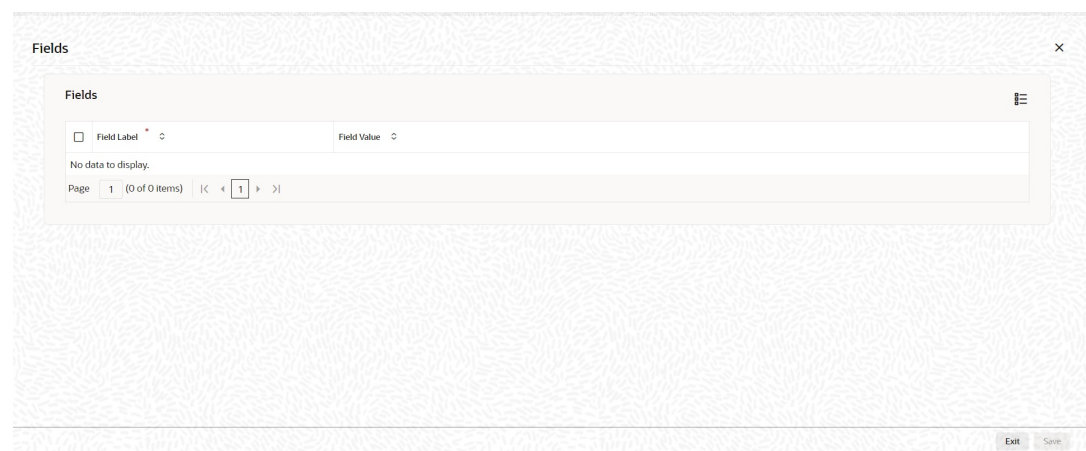 Fields
Fields
Field Label * Field Value
No data to display.
Page 1 (0 of 0 items) 1
Exit Save